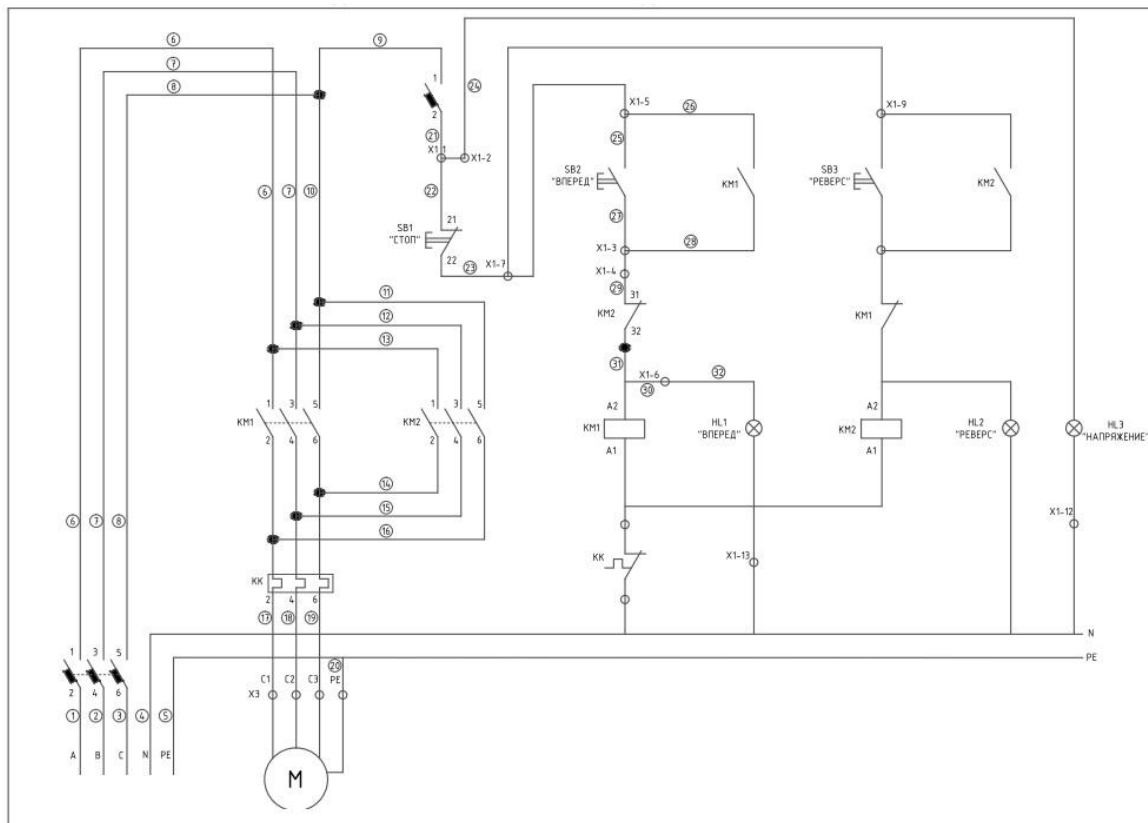 6
9
7
8
1
2
24
21
X1.1
X1-2
22
21
SB1
"СТОП"
22
23
X1-7
X1-5
26
25
SB2
"ВПЕРЕД"
KM1
27
X1-3
28
X1-4
29
31
KM2
32
31
X1-6
30
32
A2
KM1
A1
HL1
"ВПЕРЕД"
X1-9
SB3
"РЕВЕРС"
KM2
KM1
A2
KM2
A1
HL2
"РЕВЕРС"
HL3
"НАПРЯЖЕНИЕ"
X1-12
X1-13
KK
6
7
10
11
12
13
1
3
5
KM1
2
4
6
1
3
5
KM2
2
4
6
14
15
16
KK
2
4
6
17
18
19
20
C1
C2
C3
PE
X3
M
6
7
8
1
3
5
2
4
6
1
2
3
4
5
A
B
C
N
PE
N
PE